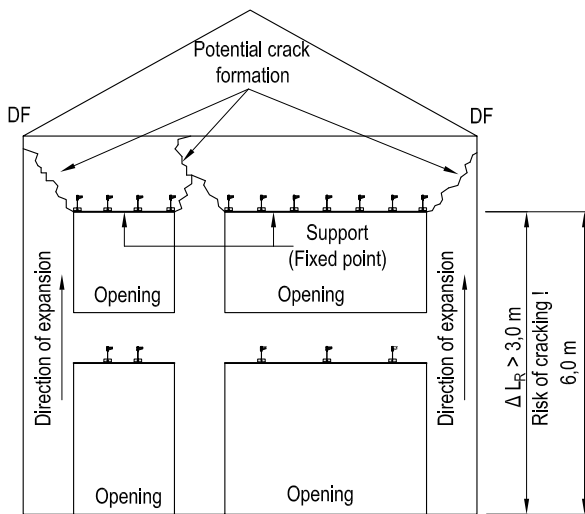 Potential crack
formation
DF
DF
Support
(Fixed point)
Opening
Opening
Direction of expansion
Direction of expansion
Δ L_R > 3,0 m
Risk of cracking !
6,0 m
Opening
Opening